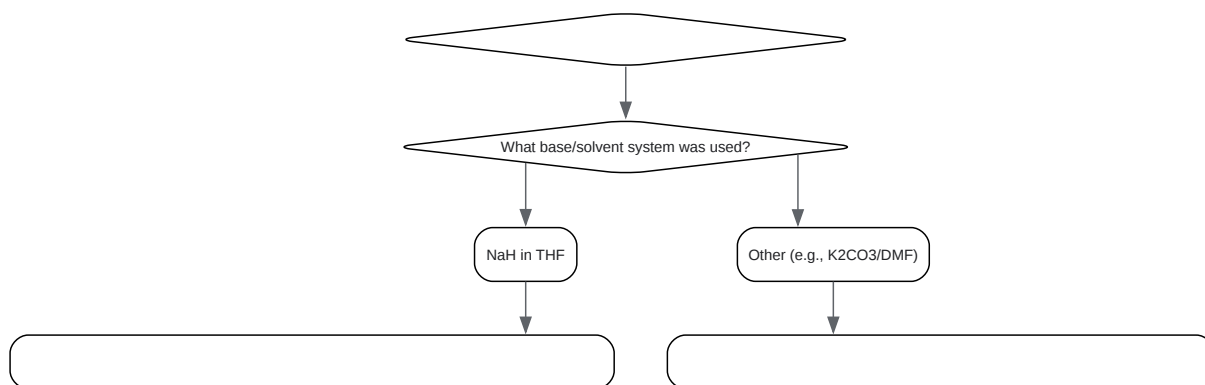 What base/solvent system was used?
NaH in THF
Other (e.g., K2CO3/DMF)